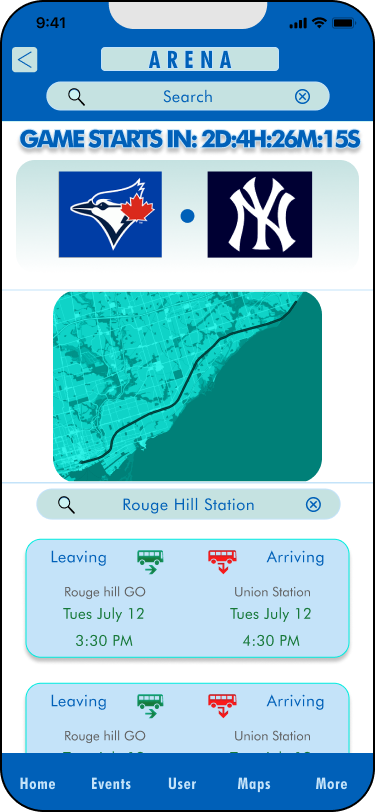 9:41
<
ARENA
Search
GAME STARTS IN: 2D:4H:26M:15S
NY
Rouge Hill Station
Leaving Arriving
Rouge hill GO Union Station
Tues July 12 Tues July 12
3:30 PM 4:30 PM
Leaving Arriving
Rouge hill GO Union Station
Home Events User Maps More